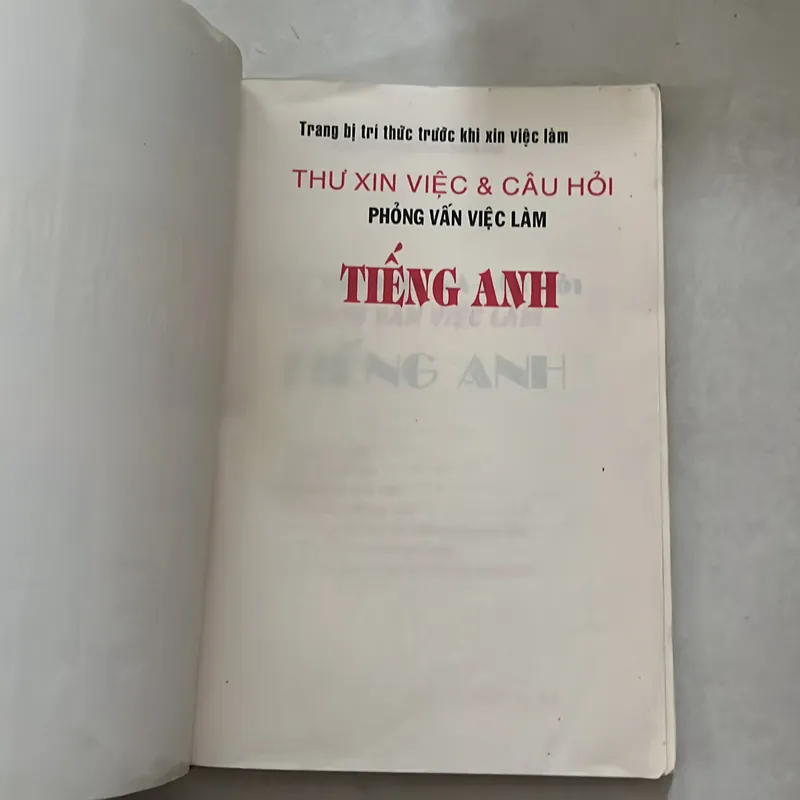 Trang bị trí thức trước khi xin việc làm
THƯ XIN VIỆC & CÂU HỎI
PHỎNG VẤN VIỆC LÀM
TIẾNG ANH